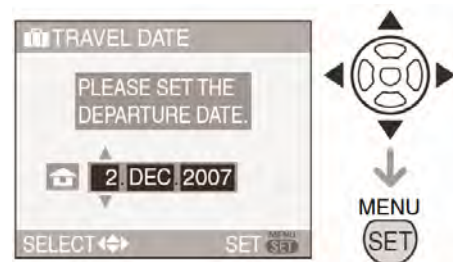 TRAVEL DATE
PLEASE SET THE
DEPARTURE DATE.
2. DEC. 2007
SELECT
SET MENU SET
MENU
SET